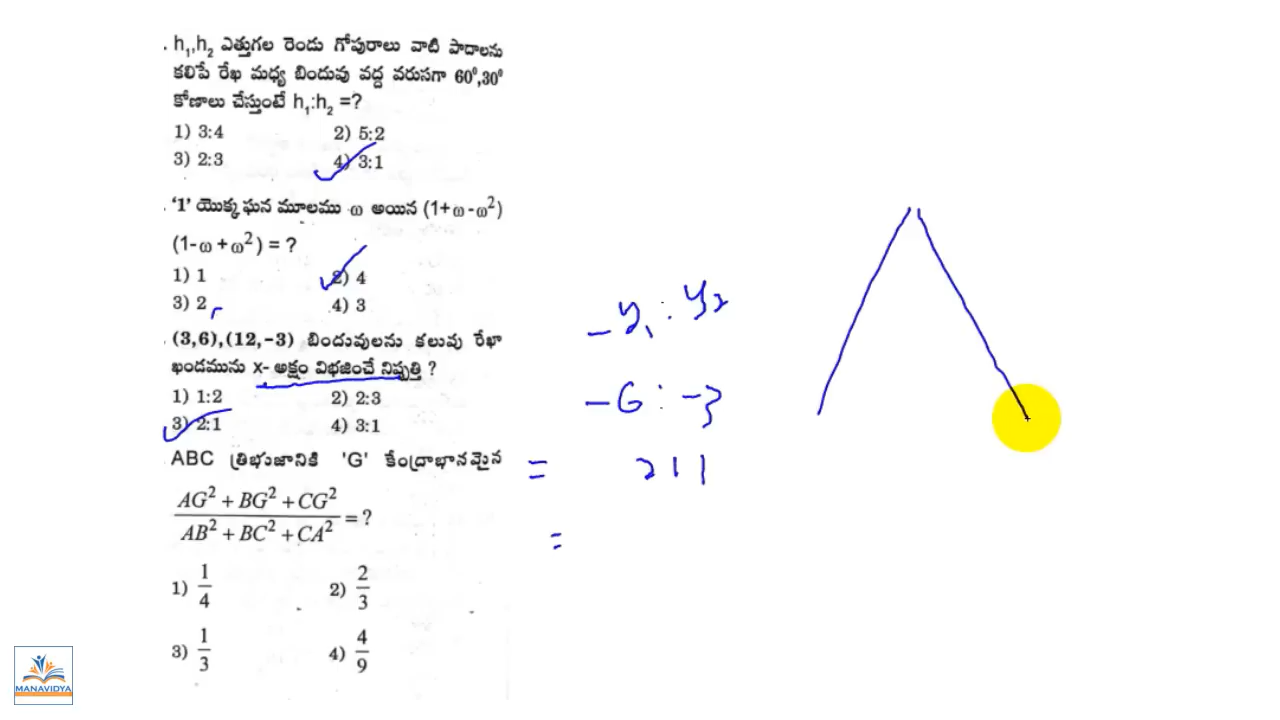 . h₁,h₂ ఎత్తుగల రెండు గోపురాలు వాటి పాదాలను
కలిపే రేఖ మధ్య బిందువు వద్ద వరుసగా 60⁰,30⁰
కోణాలు చేస్తుంటే h₁:h₂ =?
1) 3:4 2) 5:2
3) 2:3 4) 3:1
. '1' యొక్క ఘన మూలము ω అయిన (1+ω-ω²)
(1-ω+ω²) = ?
1) 1 2) 4
3) 2 4) 3
. (3,6),(12,-3) బిందువులను కలువు రేఖా
ఖండమును x- అక్షం విభజించే నిష్పత్తి ?
1) 1:2 2) 2:3
3) 2:1 4) 3:1
ABC త్రిభుజానికి 'G' కేంద్రాభానమైన
AG² + BG² + CG²
AB² + BC² + CA² = ?
1) 1/4 2) 2/3
3) 1/3 4) 4/9
-y₁ : y₂
-6 : -3
= 2 : 1
=
MANAVIDYA